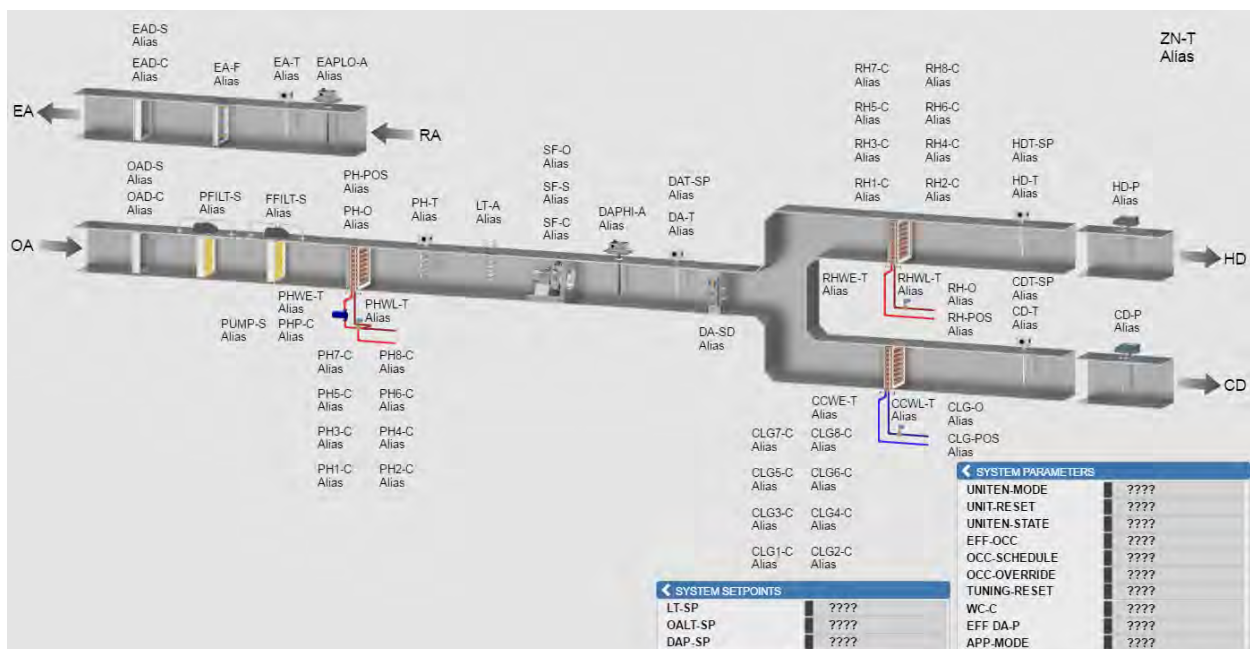 EAD-S
Alias
EAD-C
Alias
EA-F
Alias
EA-T
Alias
EAPLO-A
Alias
EA
RA
ZN-T
Alias
OAD-S
Alias
OAD-C
Alias
PFILT-S
Alias
FFILT-S
Alias
PH-POS
Alias
PH-O
Alias
PH-T
Alias
LT-A
Alias
SF-O
Alias
SF-S
Alias
SF-C
Alias
DAPHI-A
Alias
DAT-SP
Alias
DA-T
Alias
OA
DA-SD
Alias
RH7-C
Alias
RH8-C
Alias
RH5-C
Alias
RH6-C
Alias
RH3-C
Alias
RH4-C
Alias
RH1-C
Alias
RH2-C
Alias
HDT-SP
Alias
HD-T
Alias
HD-P
Alias
HD
RHWE-T
Alias
RHWL-T
Alias
RH-O
Alias
RH-POS
Alias
CDT-SP
Alias
CD-T
Alias
CD-P
Alias
CD
PHWE-T
Alias
PHWL-T
Alias
PUMP-S
Alias
PHP-C
Alias
PH7-C
Alias
PH8-C
Alias
PH5-C
Alias
PH6-C
Alias
PH3-C
Alias
PH4-C
Alias
PH1-C
Alias
PH2-C
Alias
CCWE-T
Alias
CCWL-T
Alias
CLG-O
Alias
CLG-POS
Alias
CLG7-C
Alias
CLG8-C
Alias
CLG5-C
Alias
CLG6-C
Alias
CLG3-C
Alias
CLG4-C
Alias
CLG1-C
Alias
CLG2-C
Alias
SYSTEM SETPOINTS
LT-SP ????
OALT-SP ????
DAP-SP ????
SYSTEM PARAMETERS
UNITEN-MODE ????
UNIT-RESET ????
UNITEN-STATE ????
EFF-OCC ????
OCC-SCHEDULE ????
OCC-OVERRIDE ????
TUNING-RESET ????
WC-C ????
EFF DA-P ????
APP-MODE ????